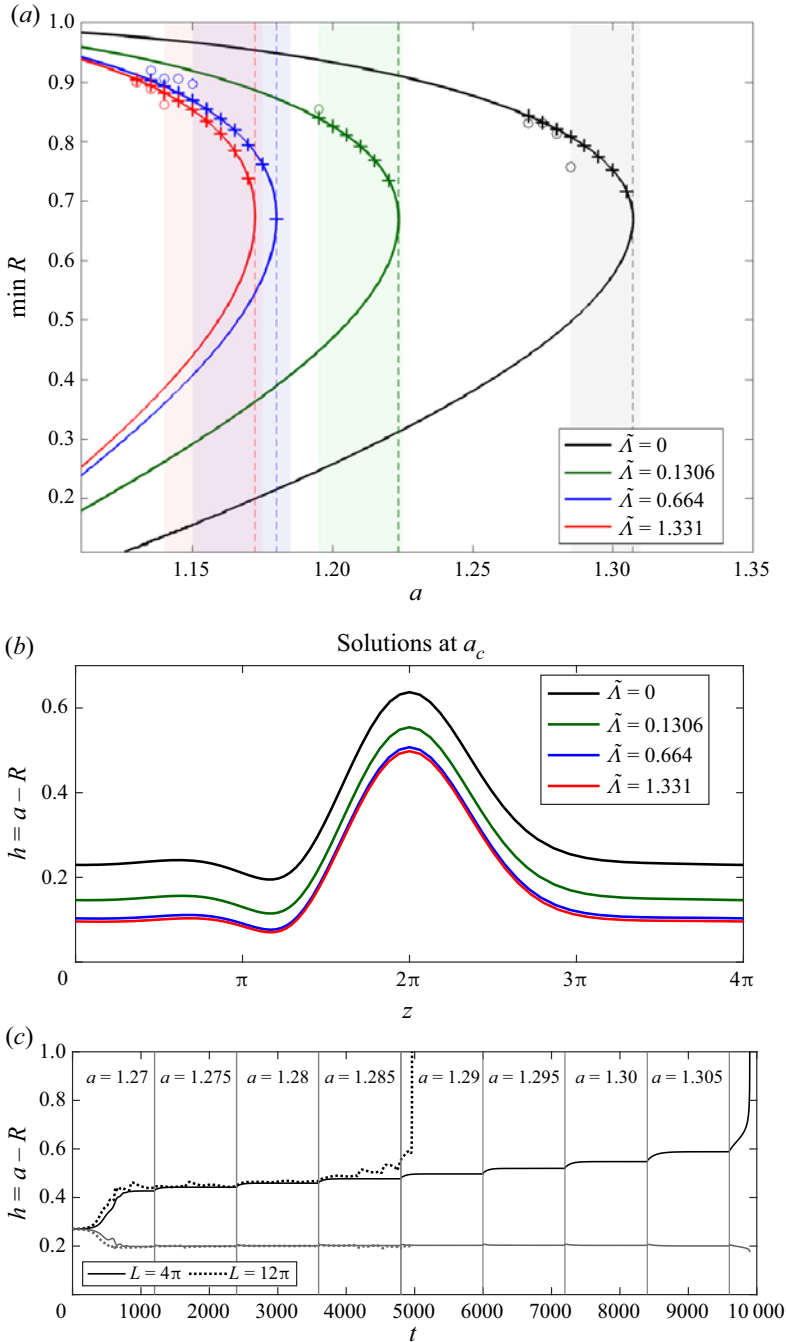 (a)
1.0
0.9
0.8
0.7
0.6
0.5
0.4
0.3
0.2
min R
1.15 1.20 1.25 1.30 1.35
a
Λ̃ = 0
Λ̃ = 0.1306
Λ̃ = 0.664
Λ̃ = 1.331
(b)
Solutions at a_c
0.6
0.4
0.2
h = a – R
0 π 2π 3π 4π
z
Λ̃ = 0
Λ̃ = 0.1306
Λ̃ = 0.664
Λ̃ = 1.331
(c)
1.0
0.8
0.6
0.4
0.2
h = a – R
a = 1.27 a = 1.275 a = 1.28 a = 1.285 a = 1.29 a = 1.295 a = 1.30 a = 1.305
L = 4π L = 12π
0 1000 2000 3000 4000 5000 6000 7000 8000 9000 10 000
t